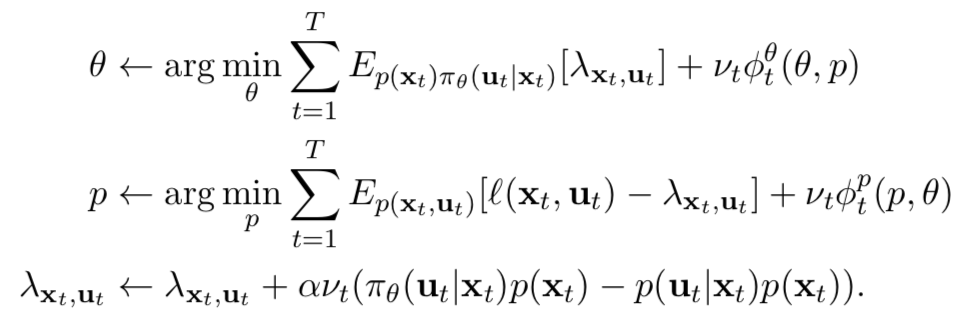 θ ← arg min_θ ∑_{t=1}^{T} E_{p(𝐱_t)π_θ(𝐮_t|𝐱_t)}[λ_{𝐱_t,𝐮_t}] + ν_t ϕ_t^θ(θ, p)
p ← arg min_p ∑_{t=1}^{T} E_{p(𝐱_t,𝐮_t)}[ℓ(𝐱_t, 𝐮_t) − λ_{𝐱_t,𝐮_t}] + ν_t ϕ_t^p(p, θ)
λ_{𝐱_t,𝐮_t} ← λ_{𝐱_t,𝐮_t} + αν_t(π_θ(𝐮_t|𝐱_t)p(𝐱_t) − p(𝐮_t|𝐱_t)p(𝐱_t)).